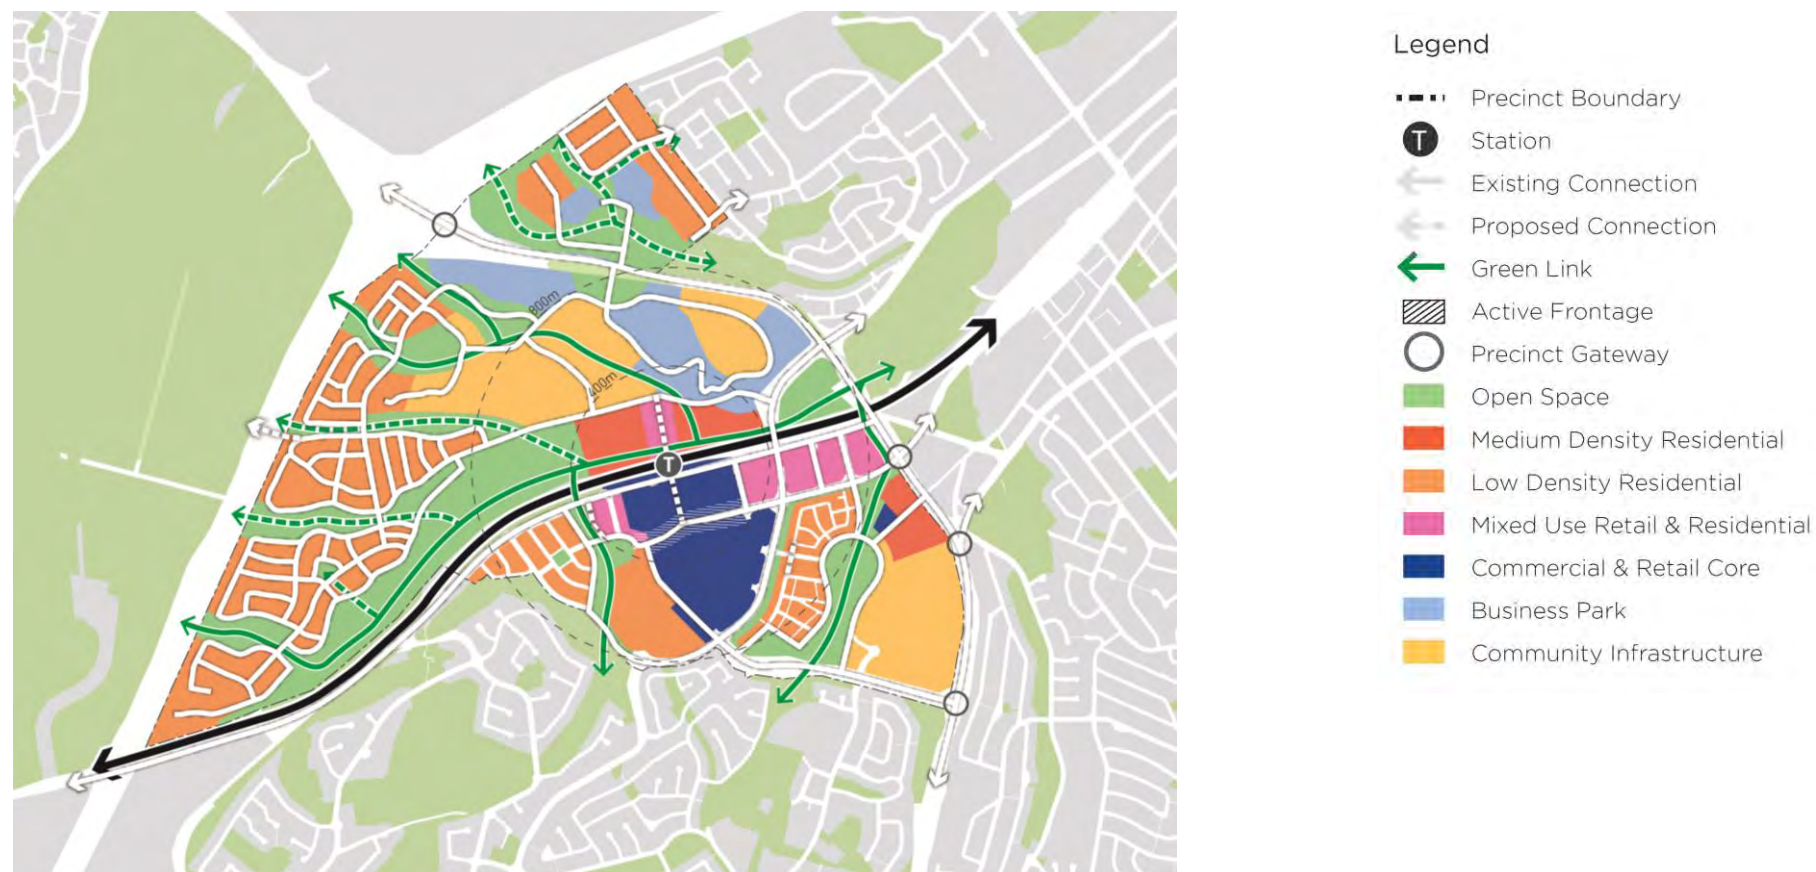 800m
400m
T
Legend
Precinct Boundary
T Station
Existing Connection
Proposed Connection
Green Link
Active Frontage
Precinct Gateway
Open Space
Medium Density Residential
Low Density Residential
Mixed Use Retail & Residential
Commercial & Retail Core
Business Park
Community Infrastructure